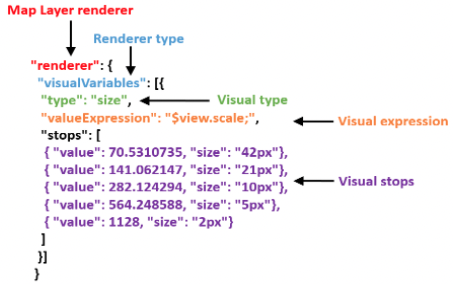 Map Layer renderer
Renderer type
"renderer": {
"visualVariables": [{
"type": "size",
Visual type
"valueExpression": "$view.scale;",
Visual expression
"stops": [
{ "value": 70.5310735, "size": "42px"},
{ "value": 141.062147, "size": "21px"},
{ "value": 282.124294, "size": "10px"},
Visual stops
{ "value": 564.248588, "size": "5px"},
{ "value": 1128, "size": "2px"}
]
}]
}